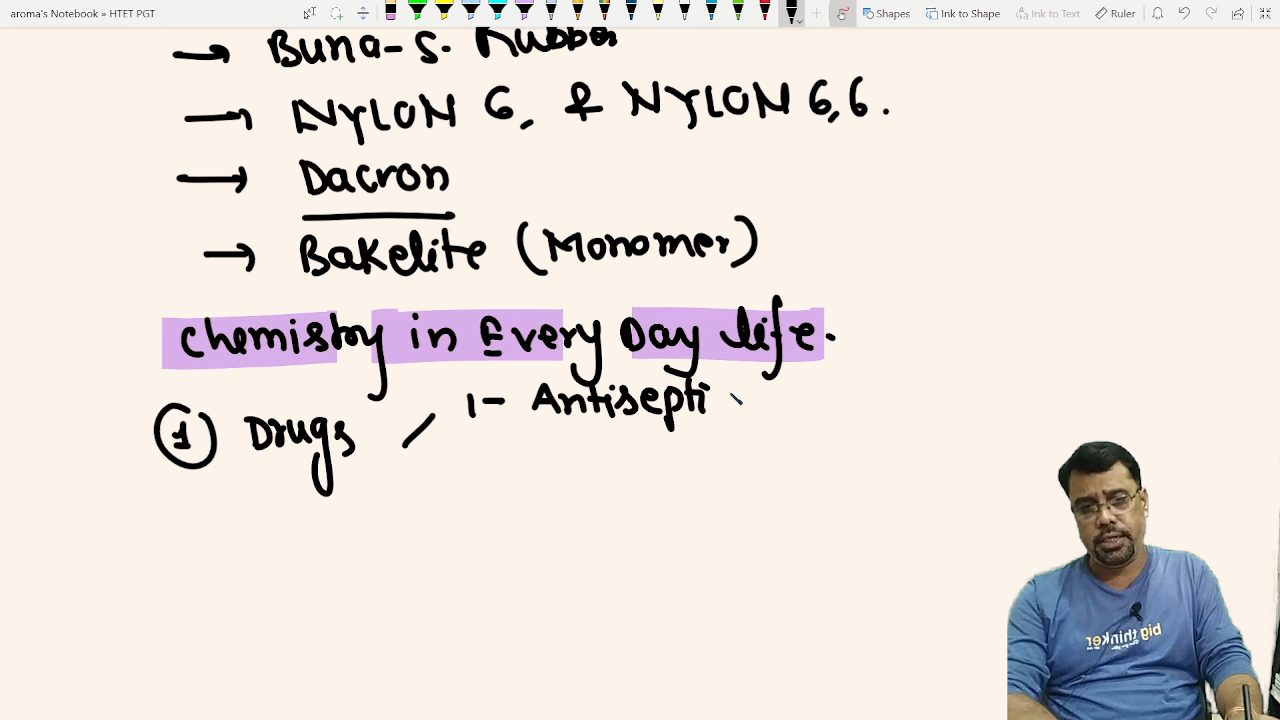 aroma's Notebook » HTET PGT
Shapes Ink to Shape Ink to Text Ruler
→ Buna-S. Rubber
→ NYLON 6, & NYLON 6,6.
→ Dacron
→ Bakelite (Monomer)
Chemistry in Every Day life.
① Drugs / 1- Antisepti
big thinker